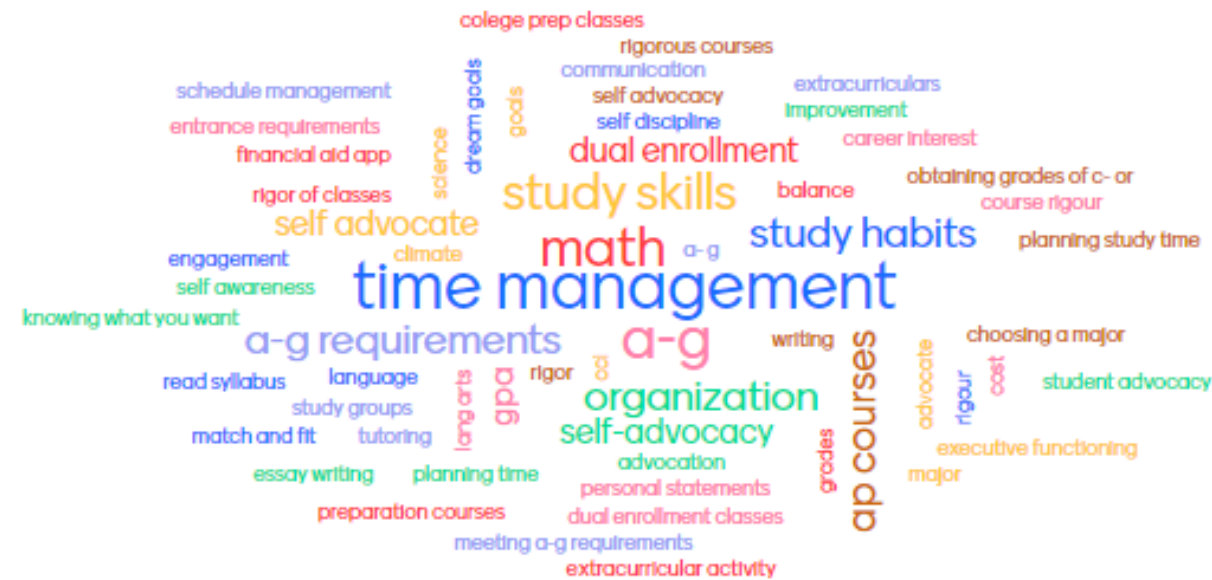 colege prep classes
rigorous courses
communication
schedule management
dream goals
goals
self advocacy
extracurriculars
improvement
entrance requirements
self discipline
career interest
financial aid app
science
dual enrollment
obtaining grades of c- or
rigor of classes
study skills
balance
course rigour
self advocate
math
a-g
study habits
planning study time
engagement
climate
self awareness
time management
knowing what you want
a-g requirements
a-g
writing
ap courses
choosing a major
read syllabus
language
lang arts
gpa
rigor
cci
advocate
rigour
cost
student advocacy
study groups
organization
match and fit
tutoring
self-advocacy
grades
executive functioning
essay writing
planning time
advocation
major
personal statements
preparation courses
dual enrollment classes
meeting a-g requirements
extracurricular activity